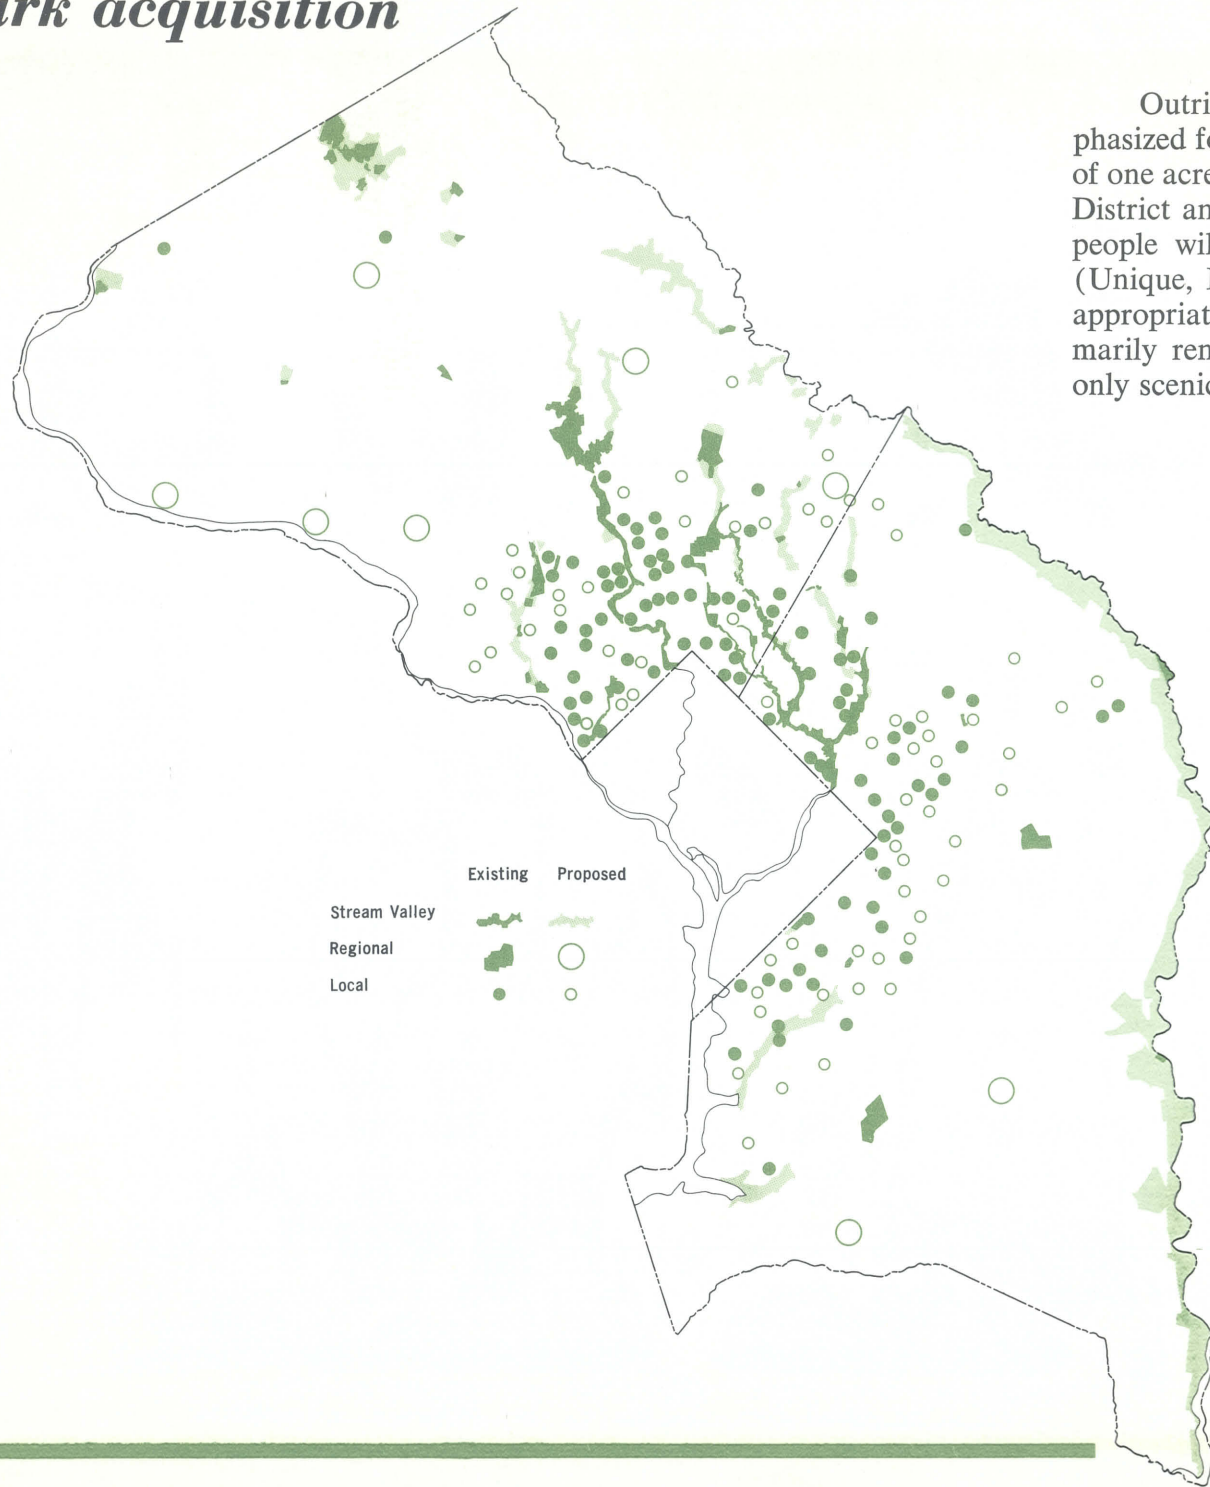 acquisition
Outri
phasized fo
of one acre
District an
people wil
(Unique,
appropriat
marily ren
only scenic
Existing Proposed
Stream Valley
Regional
Local